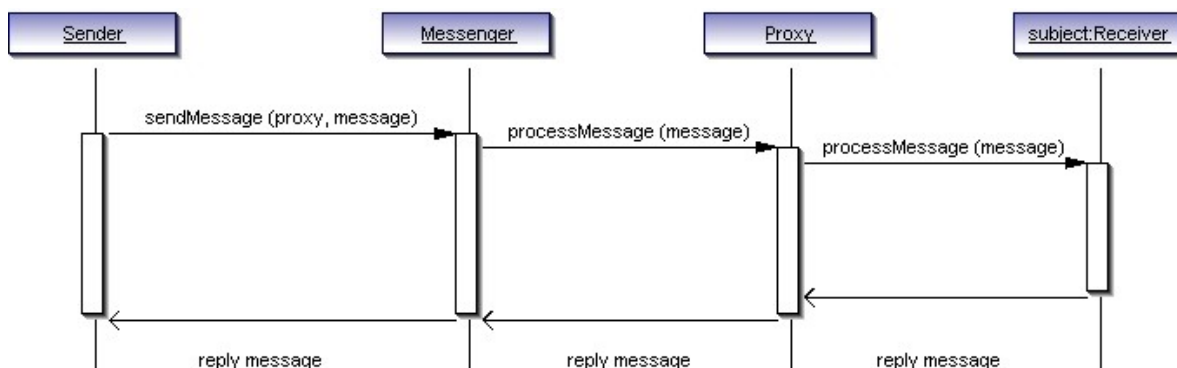 Sender
Messenger
Proxy
subject:Receiver
sendMessage (proxy, message)
processMessage (message)
processMessage (message)
reply message
reply message
reply message